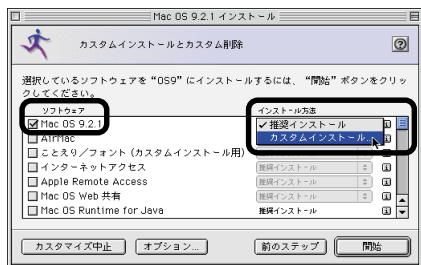 Mac OS 9.2.1 インストール
カスタムインストールとカスタム削除
選択しているソフトウェアを "OS9" にインストールするには、"開始" ボタンをクリッ
クしてください。
ソフトウェア インストール方法
Mac OS 9.2.1 推奨インストール
AirMac カスタムインストール...
ことえり／フォント（カスタムインストール用）
インターネットアクセス 推奨インストール
Apple Remote Access 推奨インストール
Mac OS Web 共有 推奨インストール
Mac OS Runtime for Java 推奨インストール
カスタマイズ中止 オプション... 前のステップ 開始